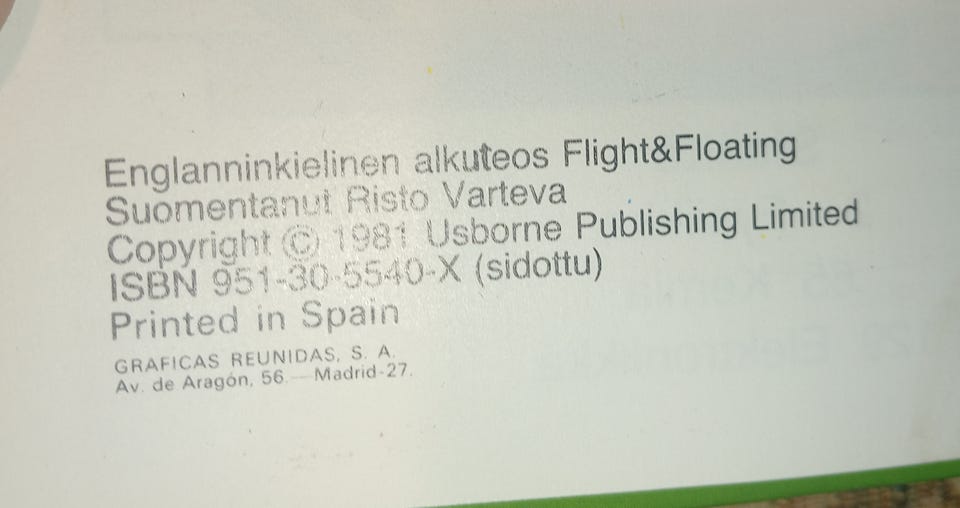 Englanninkielinen alkuteos Flight&Floating
Suomentanut Risto Varteva
Copyright © 1981 Usborne Publishing Limited
ISBN 951-30-5540-X (sidottu)
Printed in Spain
GRAFICAS REUNIDAS, S. A.
Av. de Aragón, 56 — Madrid-27.